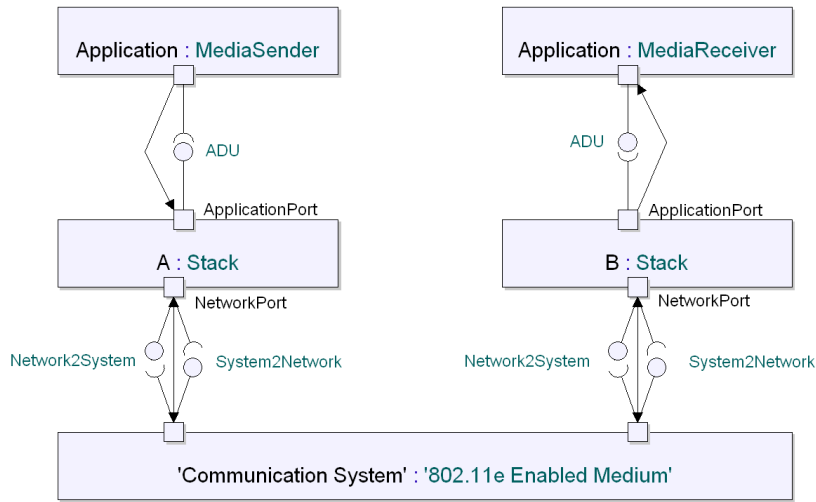 Application : MediaSender
Application : MediaReceiver
ADU
ADU
ApplicationPort
ApplicationPort
A : Stack
B : Stack
NetworkPort
NetworkPort
Network2System
System2Network
Network2System
System2Network
'Communication System' : '802.11e Enabled Medium'